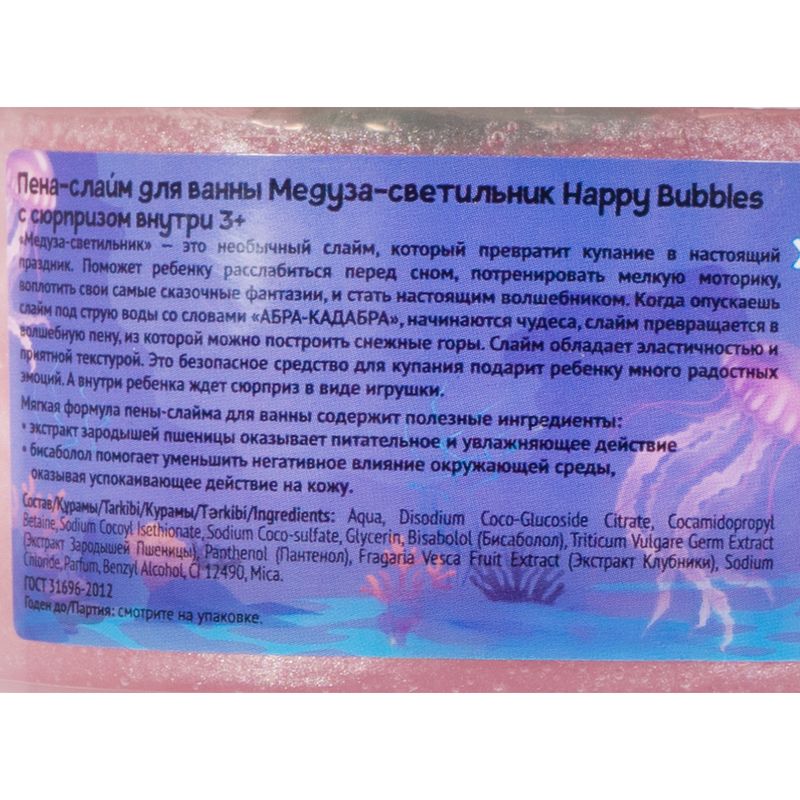 Пена-слайм для ванны Медуза-светильник Happy Bubbles
с сюрпризом внутри 3+
«Медуза-светильник» – это необычный слайм, который превратит купание в настоящий
праздник. Поможет ребенку расслабиться перед сном, потренировать мелкую моторику,
воплотить свои самые сказочные фантазии, и стать настоящим волшебником. Когда опускаешь
слайм под струю воды со словами «АБРА-КАДАБРА», начинаются чудеса, слайм превращается в
волшебную пену, из которой можно построить снежные горы. Слайм обладает эластичностью и
приятной текстурой. Это безопасное средство для купания подарит ребенку много радостных
эмоций. А внутри ребенка ждет сюрприз в виде игрушки.
Мягкая формула пены-слайма для ванны содержит полезные ингредиенты:
• экстракт зародышей пшеницы оказывает питательное и увлажняющее действие
• бисаболол помогает уменьшить негативное влияние окружающей среды,
оказывая успокаивающее действие на кожу.
Состав/Құрамы/Tarkibi/Курамы/Tərkibi/Ingredients: Aqua, Disodium Coco-Glucoside Citrate, Cocamidopropyl
Betaine, Sodium Cocoyl Isethionate, Sodium Coco-sulfate, Glycerin, Bisabolol (Бисаболол), Triticum Vulgare Germ Extract
(Экстракт Зародышей Пшеницы), Panthenol (Пантенол), Fragaria Vesca Fruit Extract (Экстракт Клубники), Sodium
Chloride, Parfum, Benzyl Alcohol, CI 12490, Mica.
ГОСТ 31696-2012
Годен до/Партия: смотрите на упаковке.